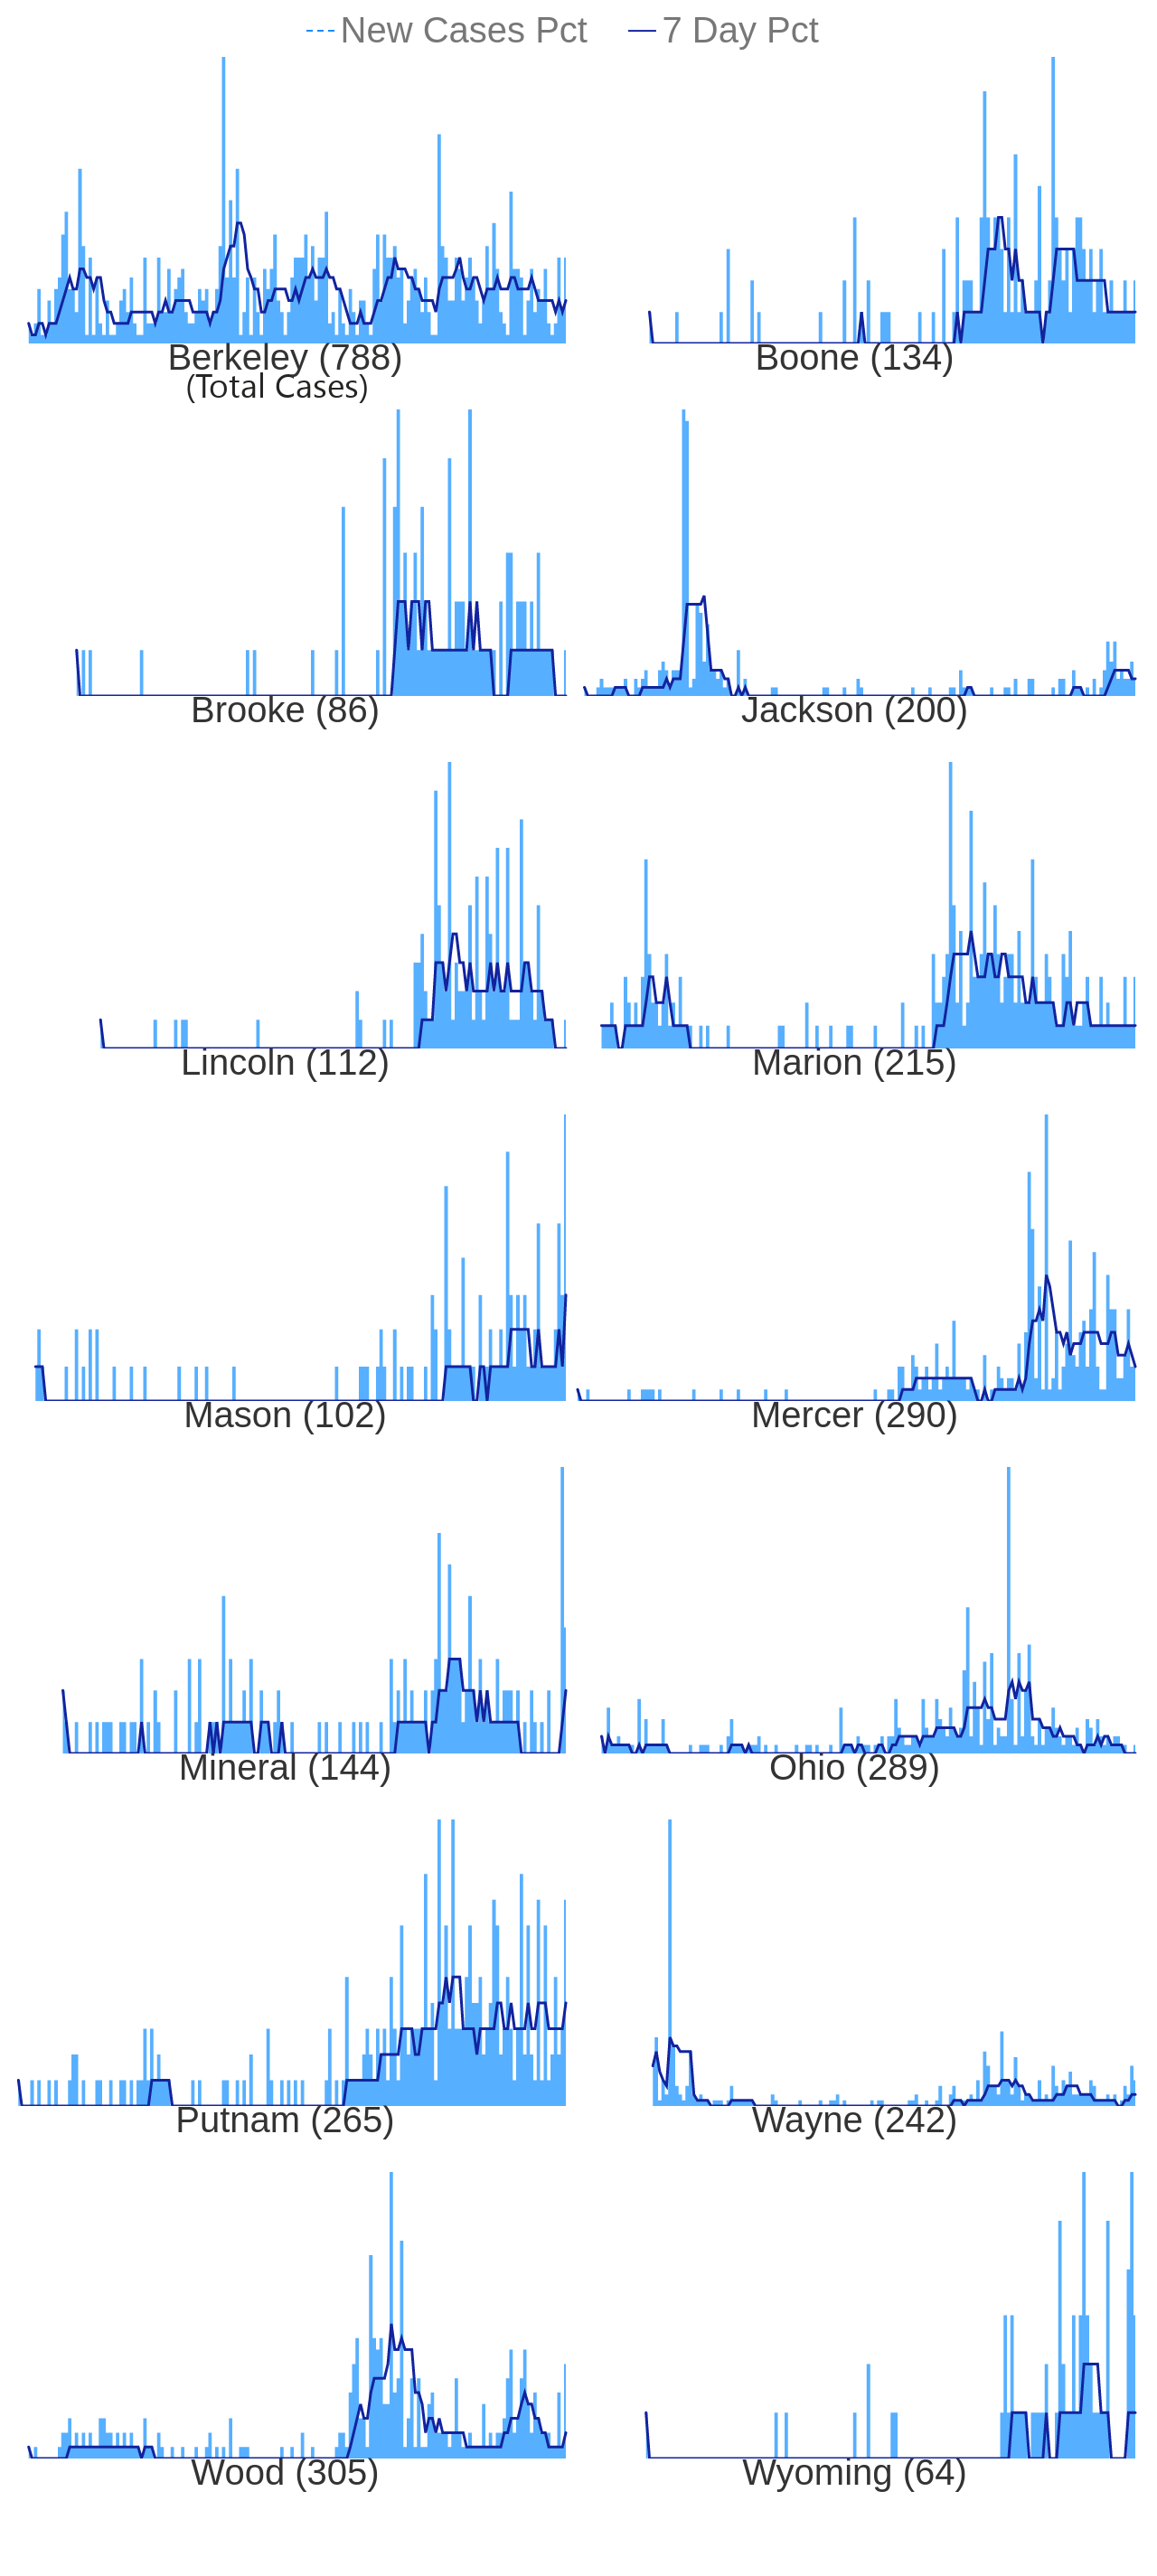 New Cases Pct 7 Day Pct
Berkeley (788) Boone (134)
(Total Cases)
Brooke (86) Jackson (200)
Lincoln (112) Marion (215)
Mason (102) Mercer (290)
Mineral (144) Ohio (289)
Putnam (265) Wayne (242)
Wood (305) Wyoming (64)